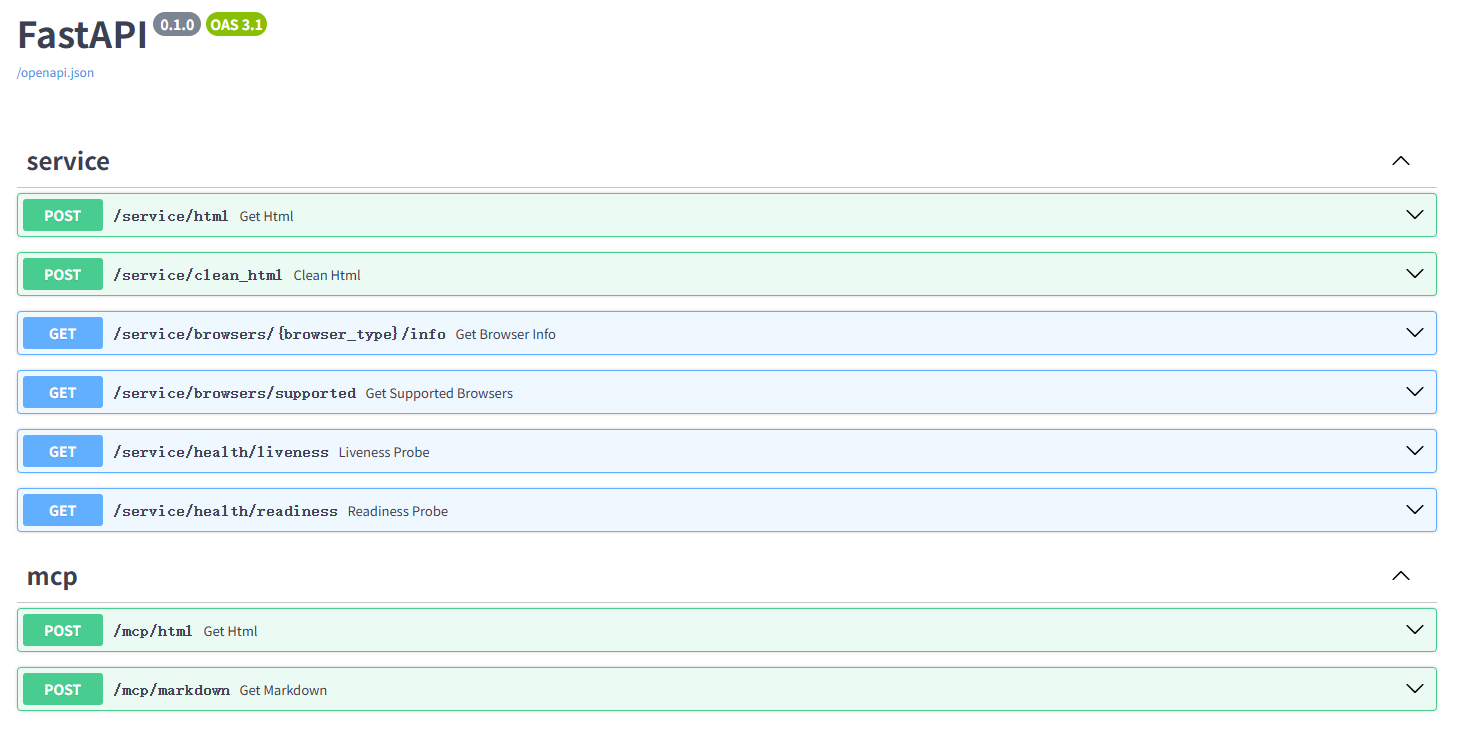 FastAPI 0.1.0 OAS 3.1
/openapi.json
service
POST /service/html Get Html
POST /service/clean_html Clean Html
GET /service/browsers/{browser_type}/info Get Browser Info
GET /service/browsers/supported Get Supported Browsers
GET /service/health/liveness Liveness Probe
GET /service/health/readiness Readiness Probe
mcp
POST /mcp/html Get Html
POST /mcp/markdown Get Markdown